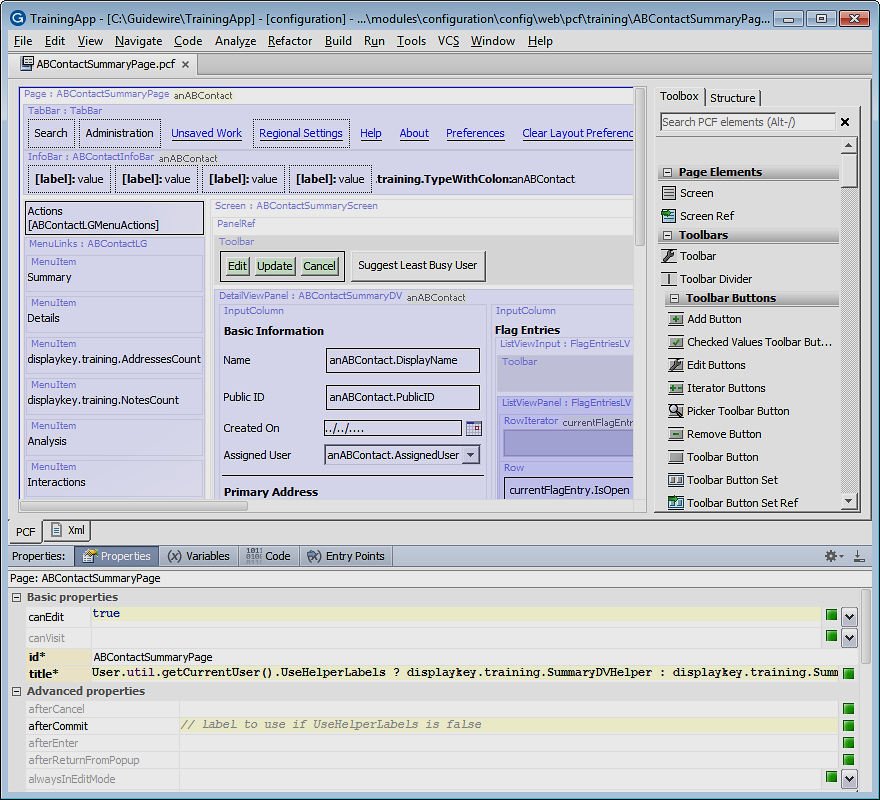 TrainingApp - [C:\Guidewire\TrainingApp] - [configuration] - ...\modules\configuration\config\web\pcf\training\ABContactSummaryPag...
File Edit View Navigate Code Analyze Refactor Build Run Tools VCS Window Help
ABContactSummaryPage.pcf
Page : ABContactSummaryPage anABContact
TabBar : TabBar
Search Administration Unsaved Work Regional Settings Help About Preferences Clear Layout Preferenc
InfoBar : ABContactInfoBar anABContact
[label]: value [label]: value [label]: value [label]: value .training.TypeWithColon:anABContact
Actions
[ABContactLGMenuActions]
MenuLinks : ABContactLG
MenuItem
Summary
MenuItem
Details
MenuItem
displaykey.training.AddressesCount
MenuItem
displaykey.training.NotesCount
MenuItem
Analysis
MenuItem
Interactions
Screen : ABContactSummaryScreen
PanelRef
Toolbar
Edit Update Cancel Suggest Least Busy User
DetailViewPanel : ABContactSummaryDV anABContact
InputColumn
Basic Information
Name anABContact.DisplayName
Public ID anABContact.PublicID
Created On ../../....
Assigned User anABContact.AssignedUser
Primary Address
InputColumn
Flag Entries
ListViewInput : FlagEntriesLV
Toolbar
ListViewPanel : FlagEntriesLV
RowIterator currentFlagEntr
Row
currentFlagEntry.IsOpen
Toolbox Structure
Search PCF elements (Alt-/)
Page Elements
Screen
Screen Ref
Toolbars
Toolbar
Toolbar Divider
Toolbar Buttons
Add Button
Checked Values Toolbar But...
Edit Buttons
Iterator Buttons
Picker Toolbar Button
Remove Button
Toolbar Button
Toolbar Button Set
Toolbar Button Set Ref
PCF Xml
Properties: Properties (x) Variables Code Entry Points
Page: ABContactSummaryPage
Basic properties
canEdit true
canVisit
id* ABContactSummaryPage
title* User.util.getCurrentUser().UseHelperLabels ? displaykey.training.SummaryDVHelper : displaykey.training.Summ
Advanced properties
afterCancel
afterCommit // label to use if UseHelperLabels is false
afterEnter
afterReturnFromPopup
alwaysInEditMode